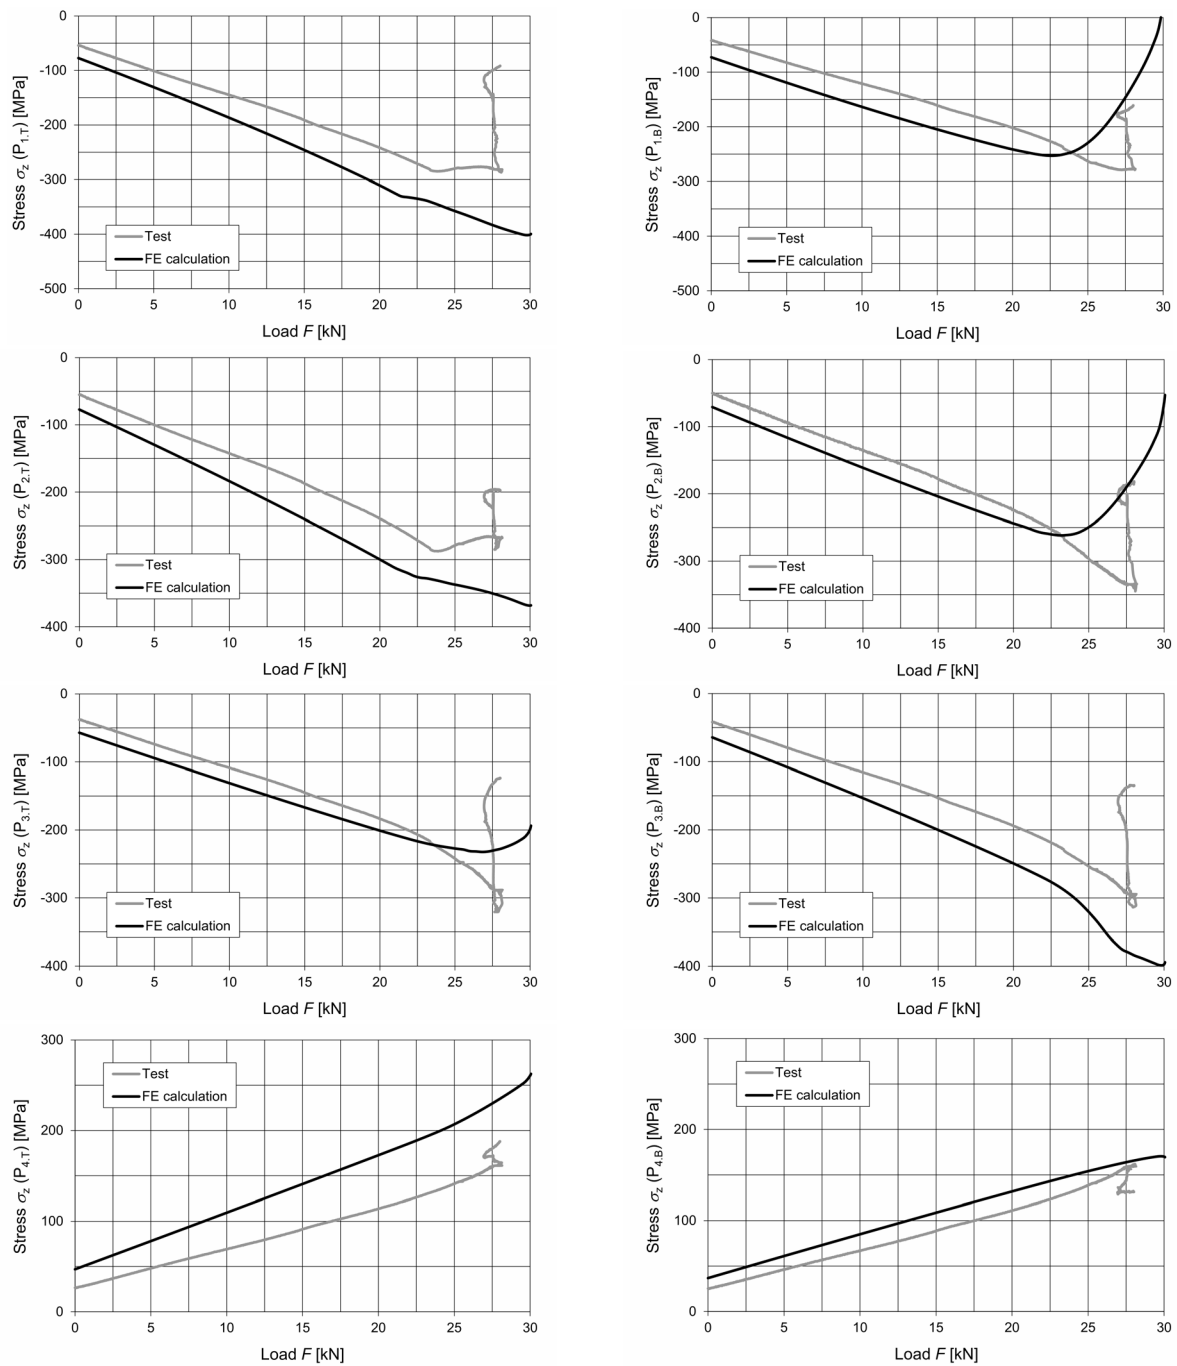 0
-100
-200
-300
-400
-500
Stress σz (P1.T) [MPa]
Test
FE calculation
0 5 10 15 20 25 30
Load F [kN]
0
-100
-200
-300
-400
-500
Stress σz (P1.B) [MPa]
Test
FE calculation
0 5 10 15 20 25 30
Load F [kN]
0
-100
-200
-300
-400
Stress σz (P2.T) [MPa]
Test
FE calculation
0 5 10 15 20 25 30
Load F [kN]
0
-100
-200
-300
-400
Stress σz (P2.B) [MPa]
Test
FE calculation
0 5 10 15 20 25 30
Load F [kN]
0
-100
-200
-300
-400
Stress σz (P3.T) [MPa]
Test
FE calculation
0 5 10 15 20 25 30
Load F [kN]
0
-100
-200
-300
-400
Stress σz (P3.B) [MPa]
Test
FE calculation
0 5 10 15 20 25 30
Load F [kN]
300
200
100
0
Stress σz (P4.T) [MPa]
Test
FE calculation
0 5 10 15 20 25 30
Load F [kN]
300
200
100
0
Stress σz (P4.B) [MPa]
Test
FE calculation
0 5 10 15 20 25 30
Load F [kN]